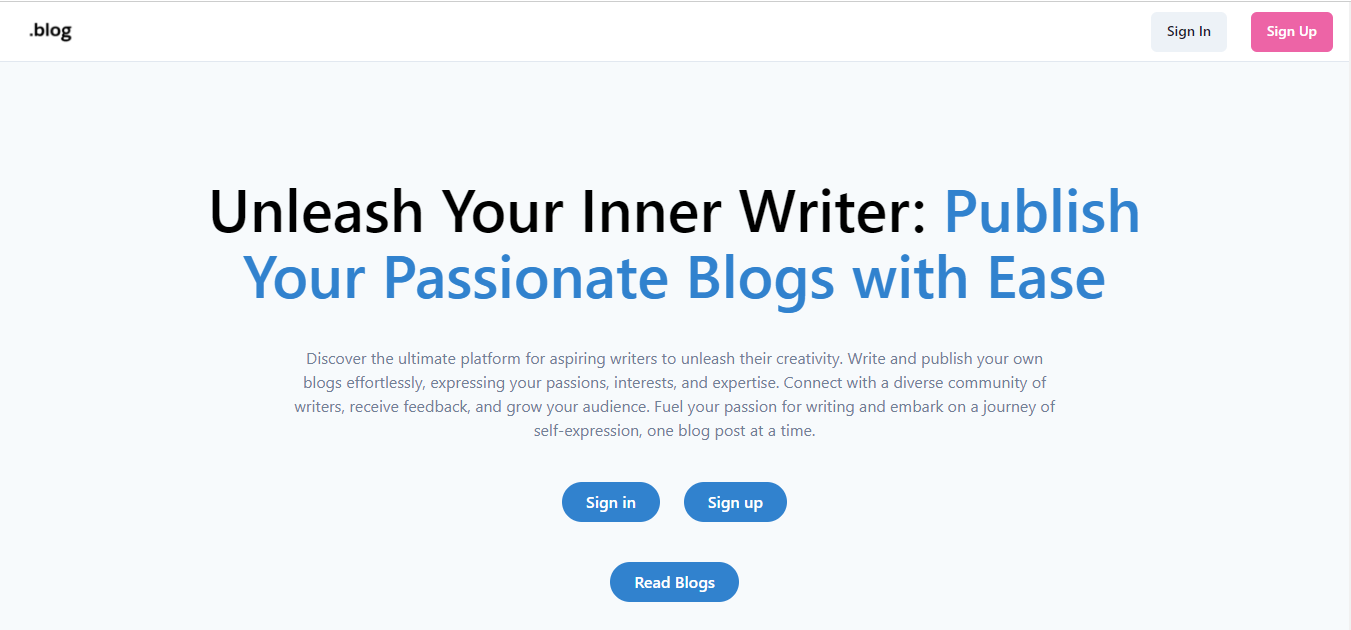 .blog
Sign In
Sign Up
Unleash Your Inner Writer: Publish
Your Passionate Blogs with Ease
Discover the ultimate platform for aspiring writers to unleash their creativity. Write and publish your own
blogs effortlessly, expressing your passions, interests, and expertise. Connect with a diverse community of
writers, receive feedback, and grow your audience. Fuel your passion for writing and embark on a journey of
self-expression, one blog post at a time.
Sign in
Sign up
Read Blogs